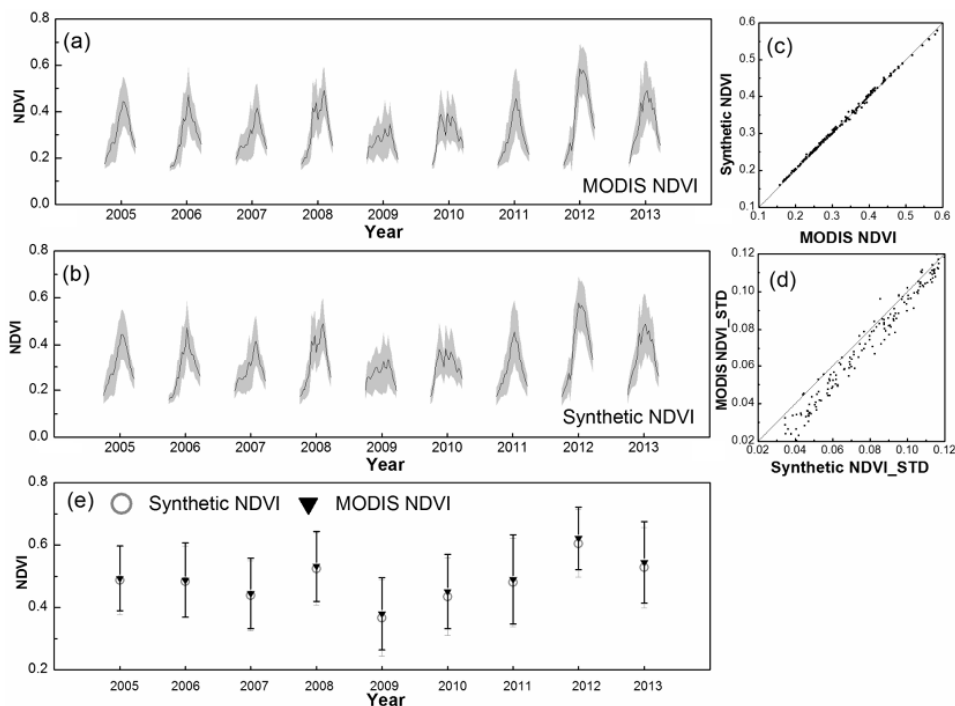 (a)
NDVI
0.8
0.6
0.4
0.2
0.0
MODIS NDVI
2005 2006 2007 2008 2009 2010 2011 2012 2013
Year
(b)
NDVI
0.8
0.6
0.4
0.2
0.0
Synthetic NDVI
2005 2006 2007 2008 2009 2010 2011 2012 2013
Year
(c)
Synthetic NDVI
0.6
0.5
0.4
0.3
0.2
0.1
0.1 0.2 0.3 0.4 0.5 0.6
MODIS NDVI
(d)
MODIS NDVI_STD
0.12
0.10
0.08
0.06
0.04
0.02
0.02 0.04 0.06 0.08 0.10 0.12
Synthetic NDVI_STD
(e)
Synthetic NDVI MODIS NDVI
NDVI
0.8
0.6
0.4
0.2
2005 2006 2007 2008 2009 2010 2011 2012 2013
Year